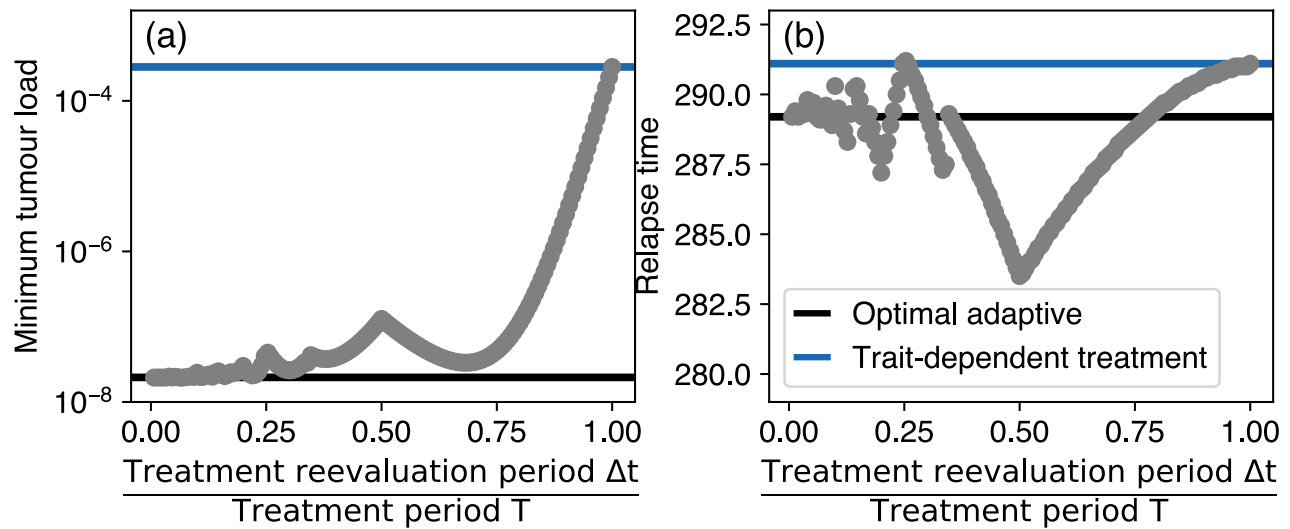 (a)
Minimum tumour load
10⁻⁴
10⁻⁶
10⁻⁸
0.00 0.25 0.50 0.75 1.00
Treatment reevaluation period Δt
Treatment period T
(b)
Relapse time
292.5
290.0
287.5
285.0
282.5
280.0
Optimal adaptive
Trait-dependent treatment
0.00 0.25 0.50 0.75 1.00
Treatment reevaluation period Δt
Treatment period T